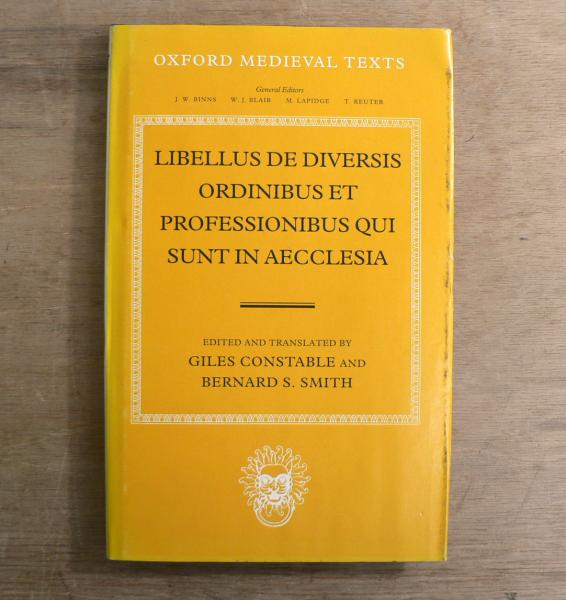 OXFORD MEDIEVAL TEXTS
General Editors
J. W. BINNS W. J. BLAIR M. LAPIDGE T. REUTER
LIBELLUS DE DIVERSIS
ORDINIBUS ET
PROFESSIONIBUS QUI
SUNT IN AECCLESIA
EDITED AND TRANSLATED BY
GILES CONSTABLE AND
BERNARD S. SMITH